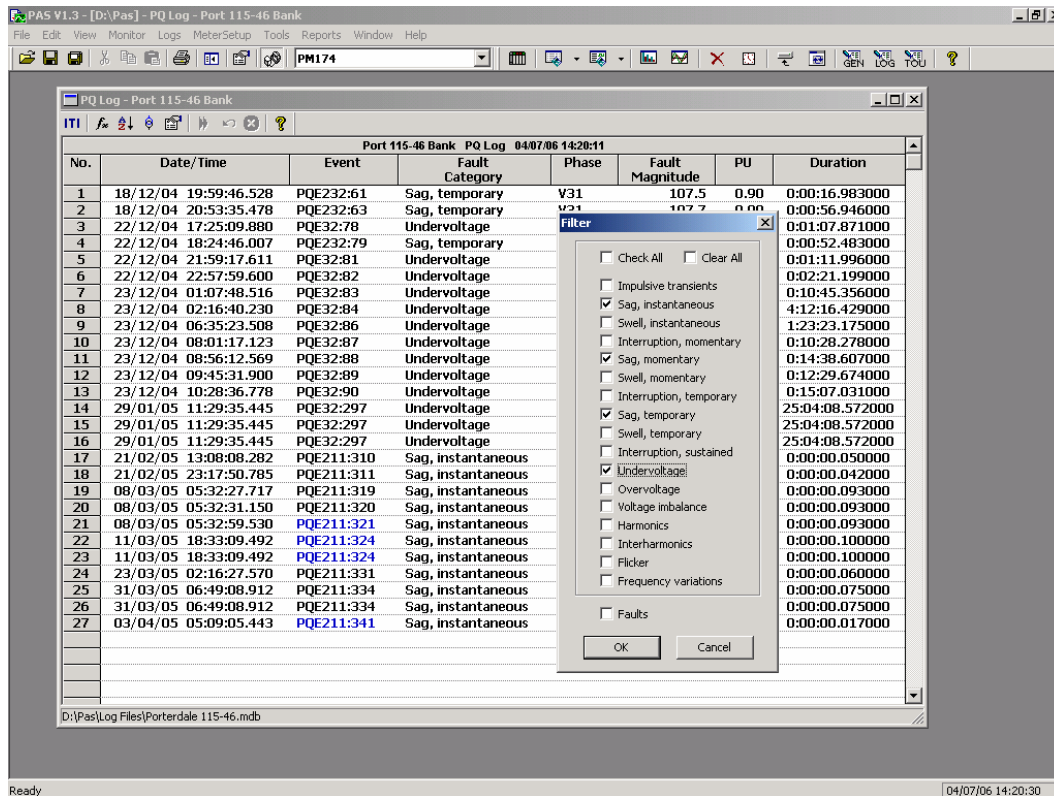 PAS V1.3 - [D:\Pas] - PQ Log - Port 115-46 Bank
File Edit View Monitor Logs MeterSetup Tools Reports Window Help
PM174
GEN LOG TOU
PQ Log - Port 115-46 Bank
ITI
Port 115-46 Bank PQ Log 04/07/06 14:20:11
No. Date/Time Event Fault Category Phase Fault Magnitude PU Duration
1 18/12/04 19:59:46.528 PQE232:61 Sag, temporary V31 107.5 0.90 0:00:16.983000
2 18/12/04 20:53:35.478 PQE232:63 Sag, temporary 0:00:56.946000
3 22/12/04 17:25:09.880 PQE32:78 Undervoltage 0:01:07.871000
4 22/12/04 18:24:46.007 PQE232:79 Sag, temporary 0:00:52.483000
5 22/12/04 21:59:17.611 PQE32:81 Undervoltage 0:01:11.996000
6 22/12/04 22:57:59.600 PQE32:82 Undervoltage 0:02:21.199000
7 23/12/04 01:07:48.516 PQE32:83 Undervoltage 0:10:45.356000
8 23/12/04 02:16:40.230 PQE32:84 Undervoltage 4:12:16.429000
9 23/12/04 06:35:23.508 PQE32:86 Undervoltage 1:23:23.175000
10 23/12/04 08:01:17.123 PQE32:87 Undervoltage 0:10:28.278000
11 23/12/04 08:56:12.569 PQE32:88 Undervoltage 0:14:38.607000
12 23/12/04 09:45:31.900 PQE32:89 Undervoltage 0:12:29.674000
13 23/12/04 10:28:36.778 PQE32:90 Undervoltage 0:15:07.031000
14 29/01/05 11:29:35.445 PQE32:297 Undervoltage 25:04:08.572000
15 29/01/05 11:29:35.445 PQE32:297 Undervoltage 25:04:08.572000
16 29/01/05 11:29:35.445 PQE32:297 Undervoltage 25:04:08.572000
17 21/02/05 13:08:08.282 PQE211:310 Sag, instantaneous 0:00:00.050000
18 21/02/05 23:17:50.785 PQE211:311 Sag, instantaneous 0:00:00.042000
19 08/03/05 05:32:27.717 PQE211:319 Sag, instantaneous 0:00:00.093000
20 08/03/05 05:32:31.150 PQE211:320 Sag, instantaneous 0:00:00.093000
21 08/03/05 05:32:59.530 PQE211:321 Sag, instantaneous 0:00:00.093000
22 11/03/05 18:33:09.492 PQE211:324 Sag, instantaneous 0:00:00.100000
23 11/03/05 18:33:09.492 PQE211:324 Sag, instantaneous 0:00:00.100000
24 23/03/05 02:16:27.570 PQE211:331 Sag, instantaneous 0:00:00.060000
25 31/03/05 06:49:08.912 PQE211:334 Sag, instantaneous 0:00:00.075000
26 31/03/05 06:49:08.912 PQE211:334 Sag, instantaneous 0:00:00.075000
27 03/04/05 05:09:05.443 PQE211:341 Sag, instantaneous 0:00:00.017000
Filter
Check All Clear All
Impulsive transients
Sag, instantaneous
Swell, instantaneous
Interruption, momentary
Sag, momentary
Swell, momentary
Interruption, temporary
Sag, temporary
Swell, temporary
Interruption, sustained
Undervoltage
Overvoltage
Voltage imbalance
Harmonics
Interharmonics
Flicker
Frequency variations
Faults
OK Cancel
D:\Pas\Log Files\Porterdale 115-46.mdb
Ready 04/07/06 14:20:30